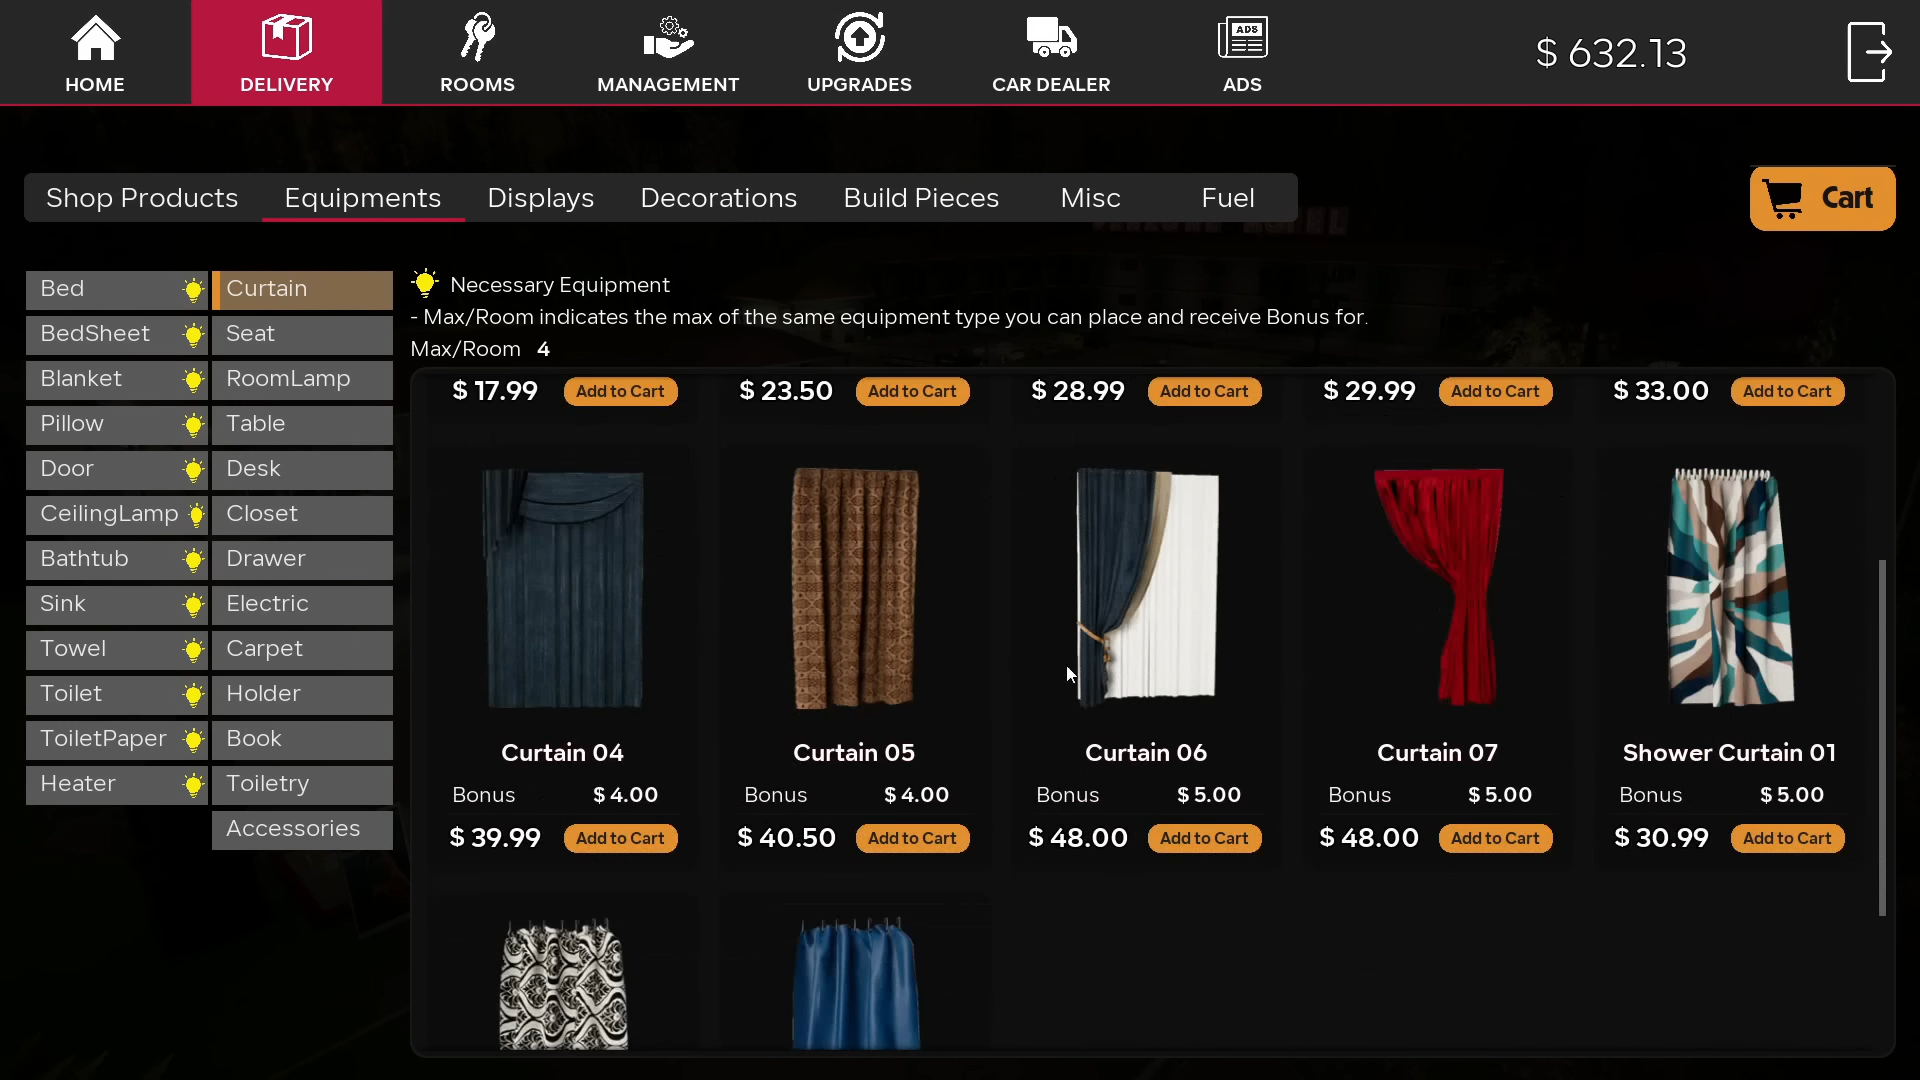 HOME
DELIVERY
ROOMS
MANAGEMENT
UPGRADES
CAR DEALER
ADS
ADS
$ 632.13
Shop Products
Equipments
Displays
Decorations
Build Pieces
Misc
Fuel
Cart
Bed
BedSheet
Blanket
Pillow
Door
CeilingLamp
Bathtub
Sink
Towel
Toilet
ToiletPaper
Heater
Curtain
Seat
RoomLamp
Table
Desk
Closet
Drawer
Electric
Carpet
Holder
Book
Toiletry
Accessories
Necessary Equipment
- Max/Room indicates the max of the same equipment type you can place and receive Bonus for.
Max/Room 4
$ 17.99 Add to Cart
$ 23.50 Add to Cart
$ 28.99 Add to Cart
$ 29.99 Add to Cart
$ 33.00 Add to Cart
Curtain 04
Bonus $ 4.00
$ 39.99 Add to Cart
Curtain 05
Bonus $ 4.00
$ 40.50 Add to Cart
Curtain 06
Bonus $ 5.00
$ 48.00 Add to Cart
Curtain 07
Bonus $ 5.00
$ 48.00 Add to Cart
Shower Curtain 01
Bonus $ 5.00
$ 30.99 Add to Cart